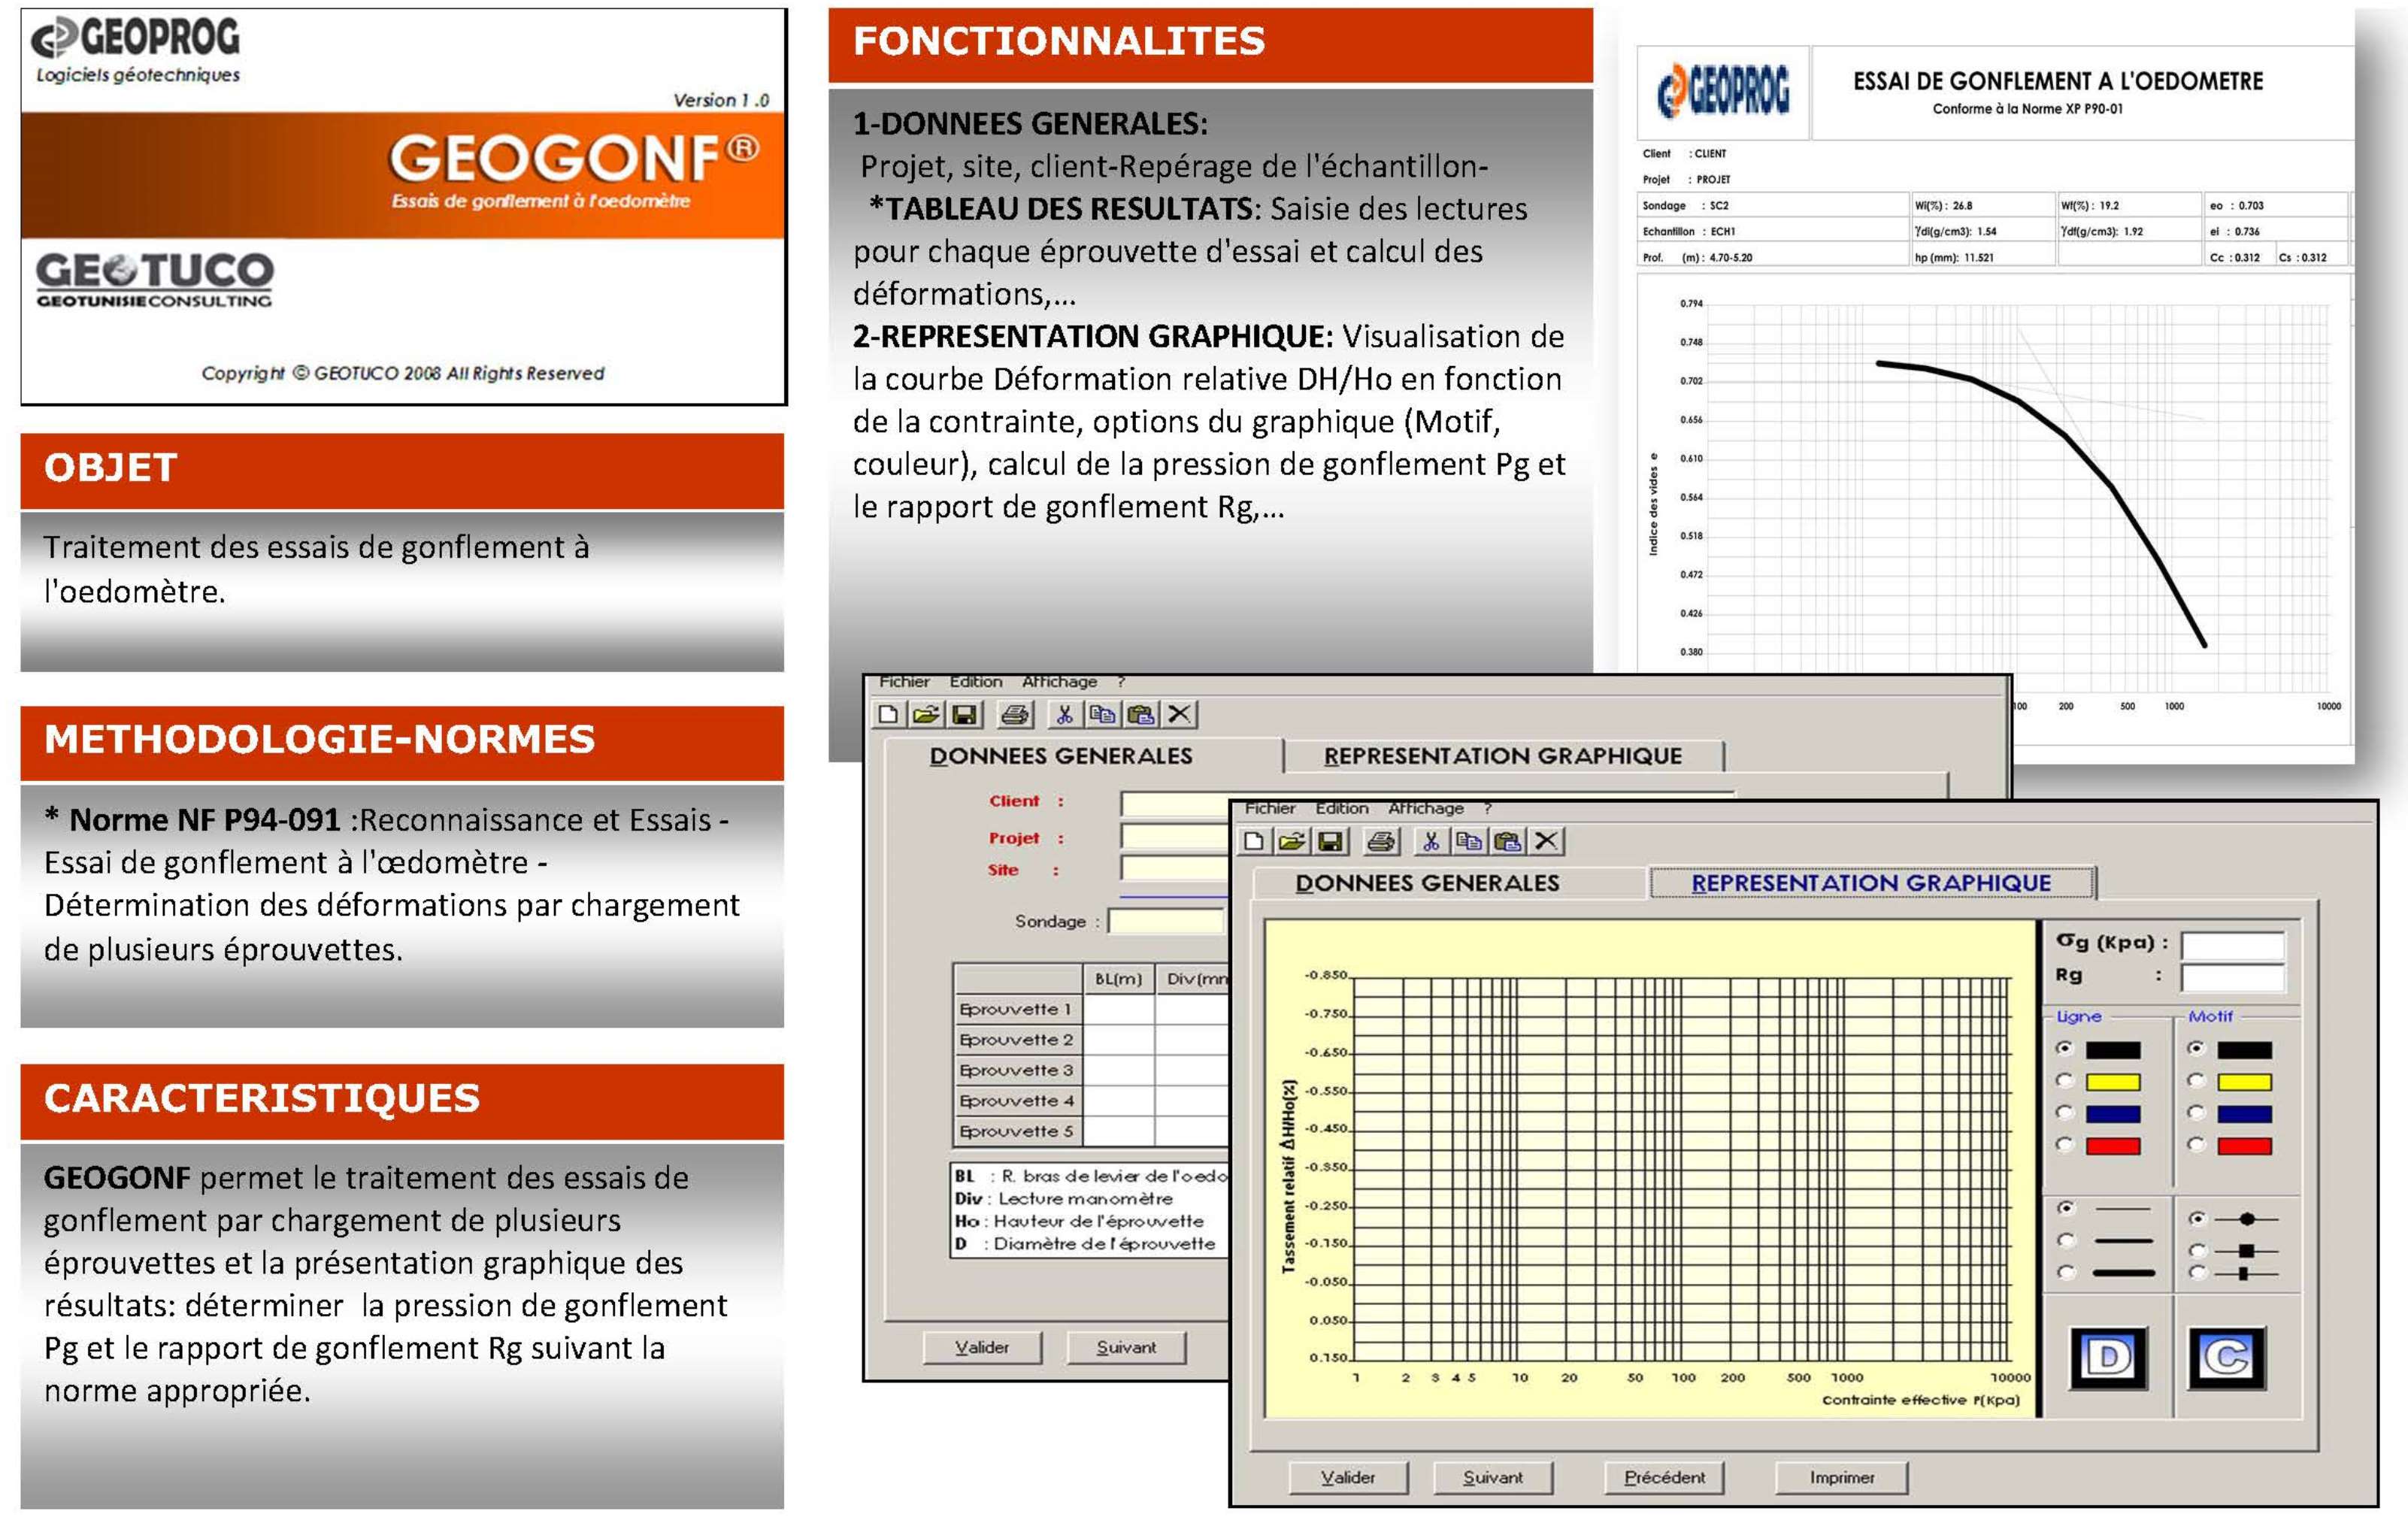 GEOPROG
Logiciels géotechniques
Version 1.0
GEOGONF®
Essais de gonflement à l'oedomètre
GEOTUCO
GEOTUNISIECONSULTING
Copyright © GEOTUCO 2008 All Rights Reserved
OBJET
Traitement des essais de gonflement à
l'oedomètre.
METHODOLOGIE-NORMES
* Norme NF P94-091 :Reconnaissance et Essais -
Essai de gonflement à l'œdomètre -
Détermination des déformations par chargement
de plusieurs éprouvettes.
CARACTERISTIQUES
GEOGONF permet le traitement des essais de
gonflement par chargement de plusieurs
éprouvettes et la présentation graphique des
résultats: déterminer la pression de gonflement
Pg et le rapport de gonflement Rg suivant la
norme appropriée.
FONCTIONNALITES
1-DONNEES GENERALES:
Projet, site, client-Repérage de l'échantillon-
*TABLEAU DES RESULTATS: Saisie des lectures
pour chaque éprouvette d'essai et calcul des
déformations,...
2-REPRESENTATION GRAPHIQUE: Visualisation de
la courbe Déformation relative DH/Ho en fonction
de la contrainte, options du graphique (Motif,
couleur), calcul de la pression de gonflement Pg et
le rapport de gonflement Rg,...
GEOPROG
ESSAI DE GONFLEMENT A L'OEDOMETRE
Conforme à la Norme XP P90-01
Client : CLIENT
Projet : PROJET
Sondage : SC2 Wi(%) : 26.8 Wf(%) : 19.2 eo : 0.703
Echantillon : ECH1 γdi(g/cm3): 1.54 γdf(g/cm3): 1.92 ei : 0.736
Prof. (m) : 4.70-5.20 hp (mm): 11.521 Cc : 0.312 Cs : 0.312
Indice des vides e
0.794
0.748
0.702
0.656
0.610
0.564
0.518
0.472
0.426
0.380
100 200 500 1000 10000
Fichier Edition Affichage ?
DONNEES GENERALES REPRESENTATION GRAPHIQUE
Client :
Projet :
Site :
Sondage :
BL(m) Div(mn
Eprouvette 1
Eprouvette 2
Eprouvette 3
Eprouvette 4
Eprouvette 5
BL : R. bras de levier de l'oedo
Div : Lecture manomètre
Ho : Hauteur de l'éprouvette
D : Diamètre de l'éprouvette
Valider Suivant
Fichier Edition Affichage ?
DONNEES GENERALES REPRESENTATION GRAPHIQUE
Tassement relatif ΔH/Ho(%)
-0.850
-0.750
-0.650
-0.550
-0.450
-0.350
-0.250
-0.150
-0.050
0.050
0.150
1 2 3 4 5 10 20 50 100 200 500 1000 10000
Contrainte effective P(Kpa)
σg (Kpa) :
Rg :
Ligne Motif
D C
Valider Suivant Précédent Imprimer